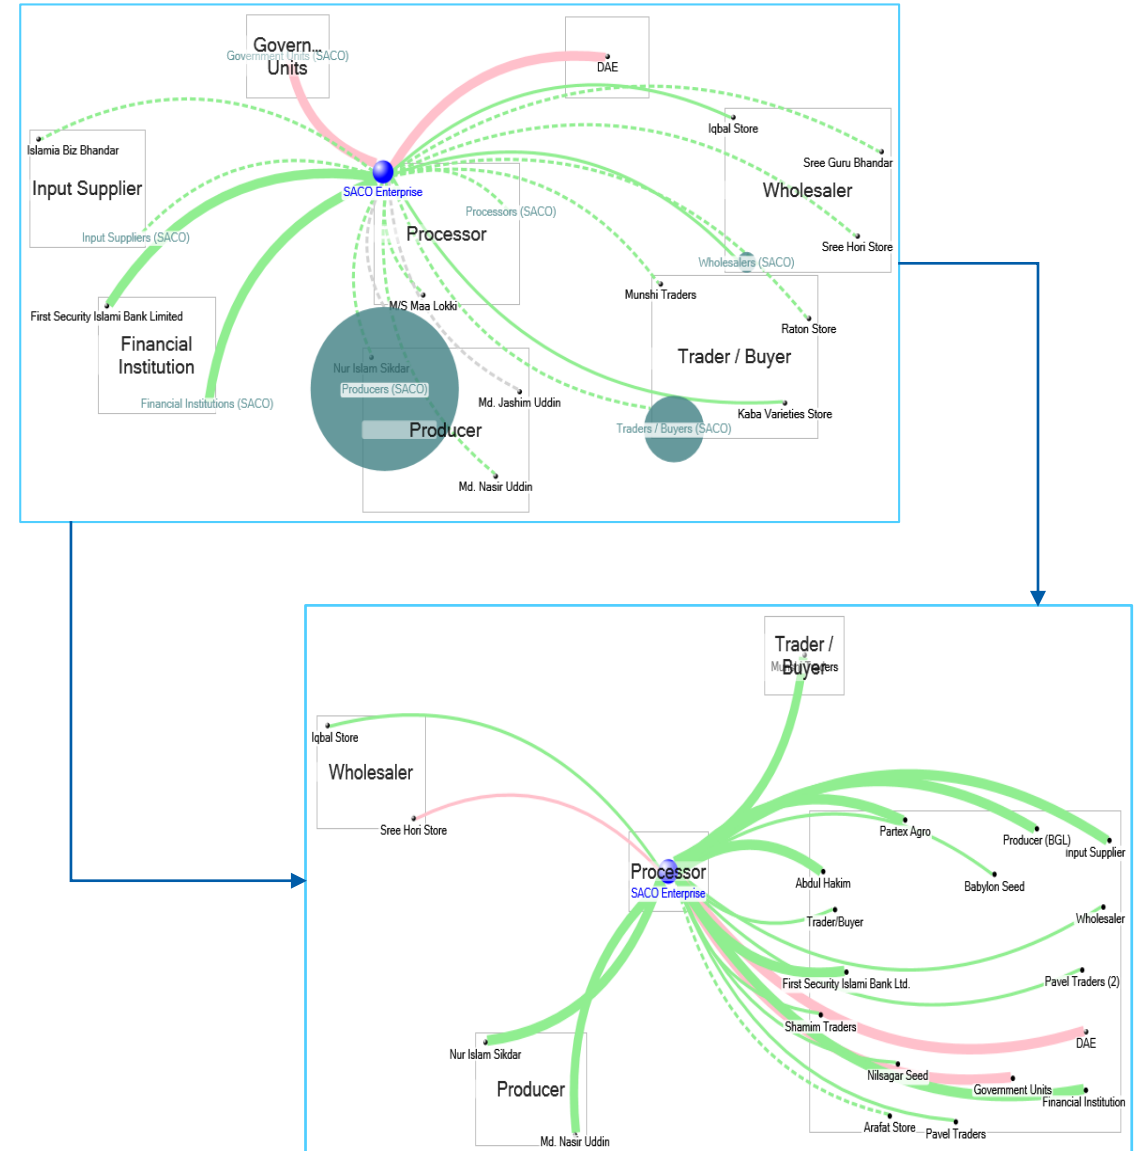 Govern...
Units
Government Units (SACO)
DAE
Islamia Biz Bhandar
Input Supplier
Input Suppliers (SACO)
SACO Enterprise
Processors (SACO)
Processor
M/S Maa Lokki
Iqbal Store
Sree Guru Bhandar
Wholesaler
Sree Hori Store
Wholesalers (SACO)
Munshi Traders
Raton Store
Trader / Buyer
Kaba Varieties Store
Traders / Buyers (SACO)
First Security Islami Bank Limited
Financial
Institution
Financial Institutions (SACO)
Nur Islam Sikdar
Producers (SACO)
Md. Jashim Uddin
Producer
Md. Nasir Uddin
Trader /
Buyer
Munshi Traders
Iqbal Store
Wholesaler
Sree Hori Store
Processor
SACO Enterprise
Partex Agro
Producer (BGL)
Input Supplier
Abdul Hakim
Babylon Seed
Trader/Buyer
Wholesaler
First Security Islami Bank Ltd.
Pavel Traders (2)
Shamim Traders
DAE
Nilsagar Seed
Government Units
Financial Institution
Arafat Store
Pavel Traders
Nur Islam Sikdar
Producer
Md. Nasir Uddin